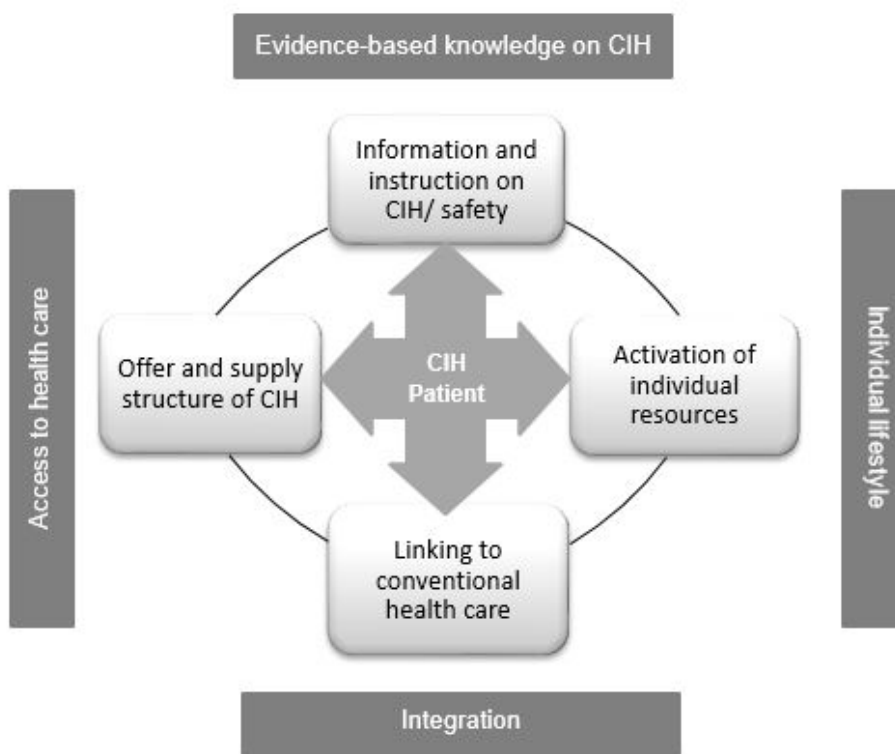 Evidence-based knowledge on CIH
Information and
instruction on
CIH/ safety
Access to health care
Offer and supply
structure of CIH
CIH
Patient
Activation of
individual
resources
Individual lifestyle
Linking to
conventional
health care
Integration